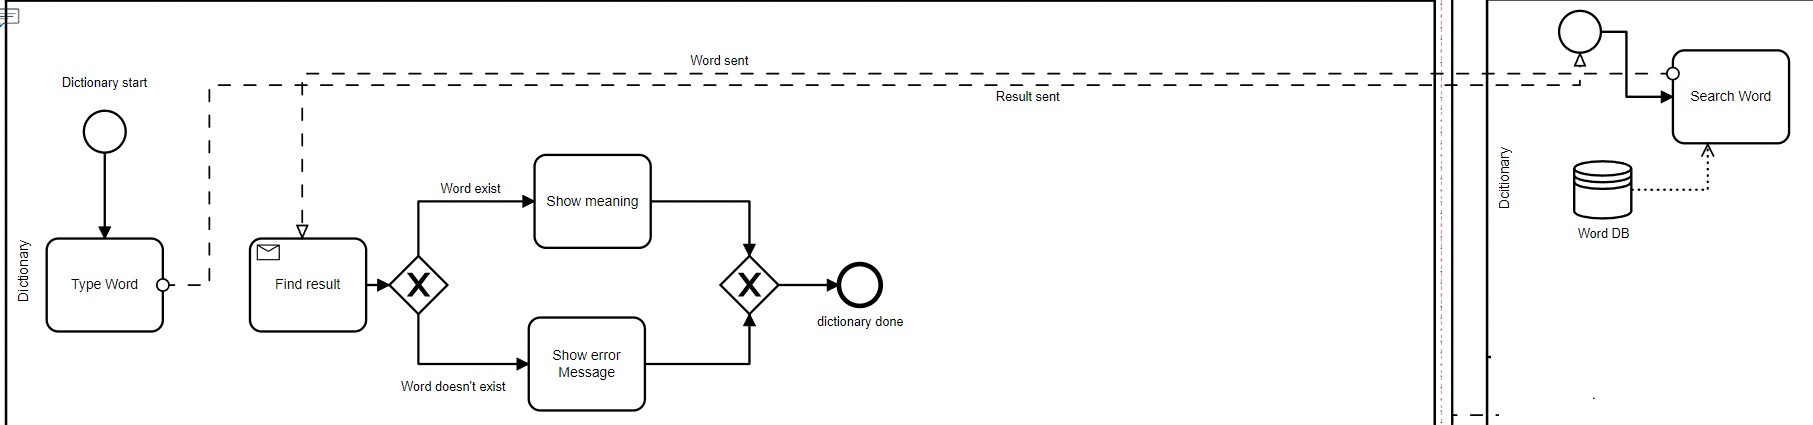 Word sent
Dictionary start
Result sent
Search Word
Dcitionary
Word exist
Show meaning
Word DB
Dictionary
Type Word
Find result
X
X
dictionary done
Show error
Message
Word doesn't exist